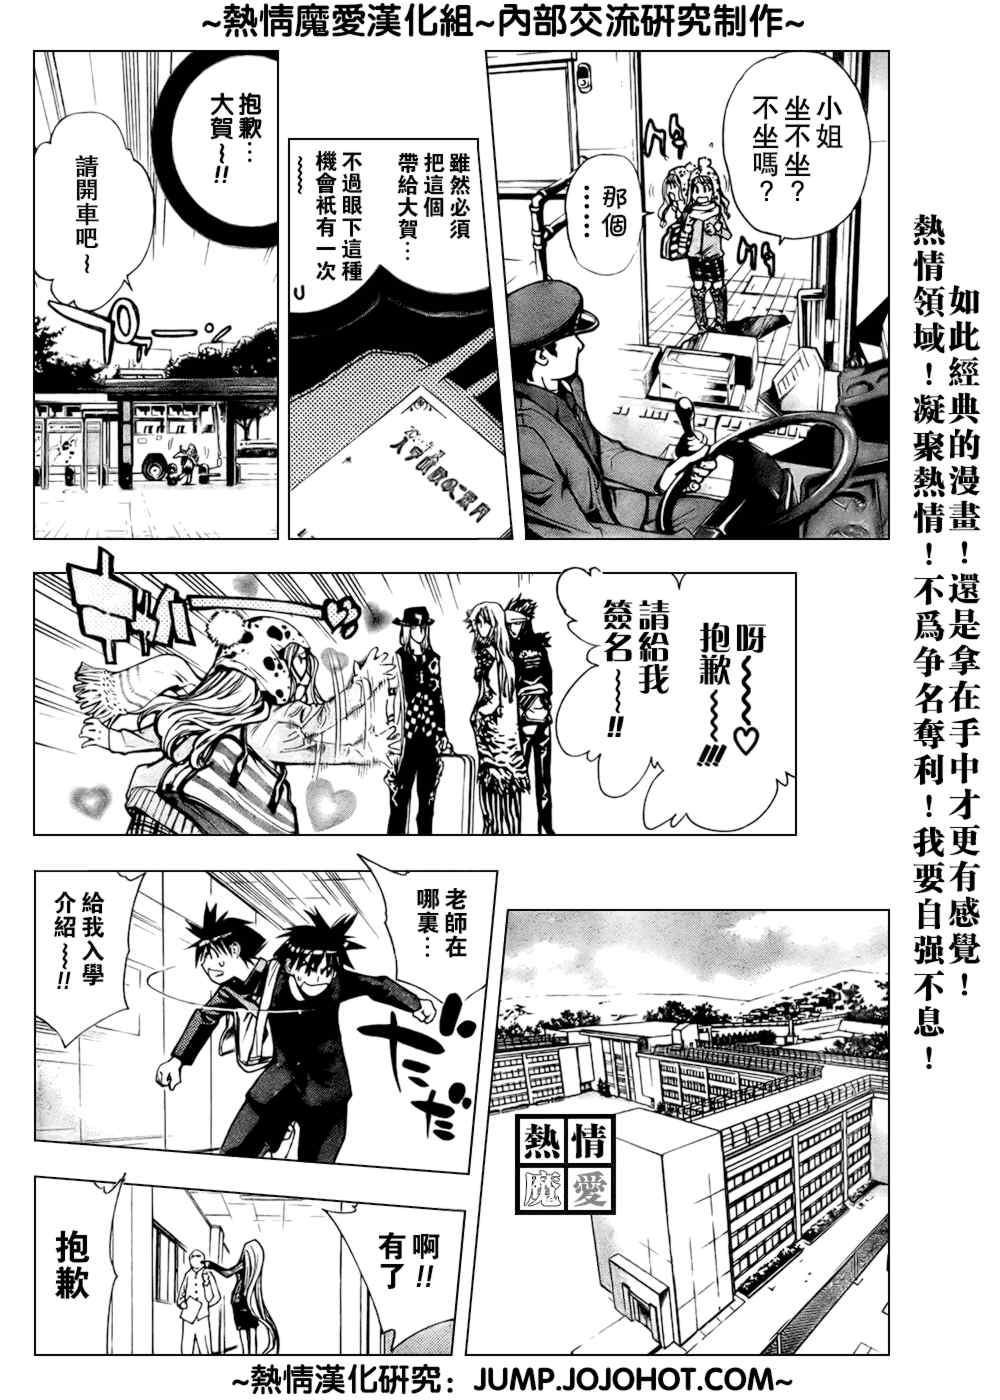 ~熱情魔愛漢化組~內部交流研究制作~
小姐
坐不坐？
不坐嗎？
那個
……
雖然必須
把這個
帶給大賀…
不過眼下這種
機會衹有一次
～～～
抱歉…
大賀～!!
請開車吧～
呀～～～♡
抱歉～～!!!
請給我
簽名～～!!
老師在
哪裏…
給我入學
介紹～～!!
啊!!
有了
抱歉
熱情
魔愛
如此經典的漫畫！還是拿在手中才更有感覺！
熱情領域！凝聚熱情！不爲争名奪利！我要自强不息！
~熱情漢化研究：JUMP.JOJOHOT.COM~